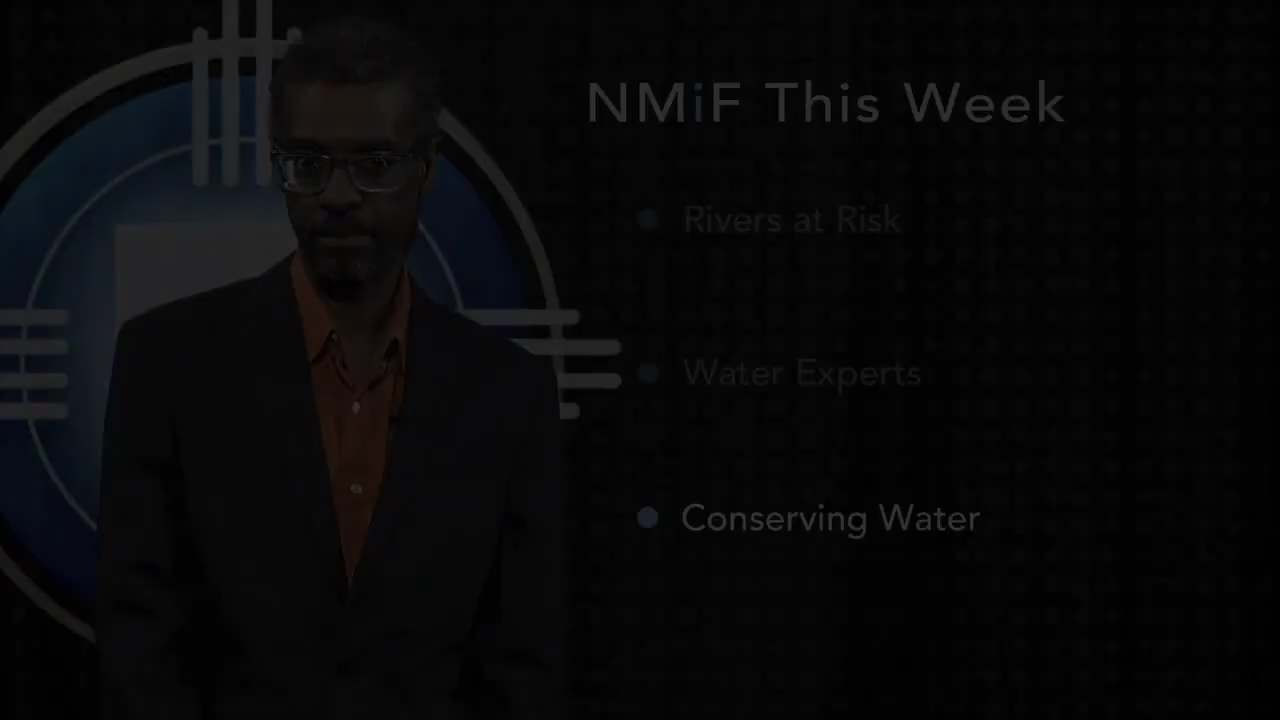 NMiF This Week
Rivers at Risk
Water Experts
Conserving Water